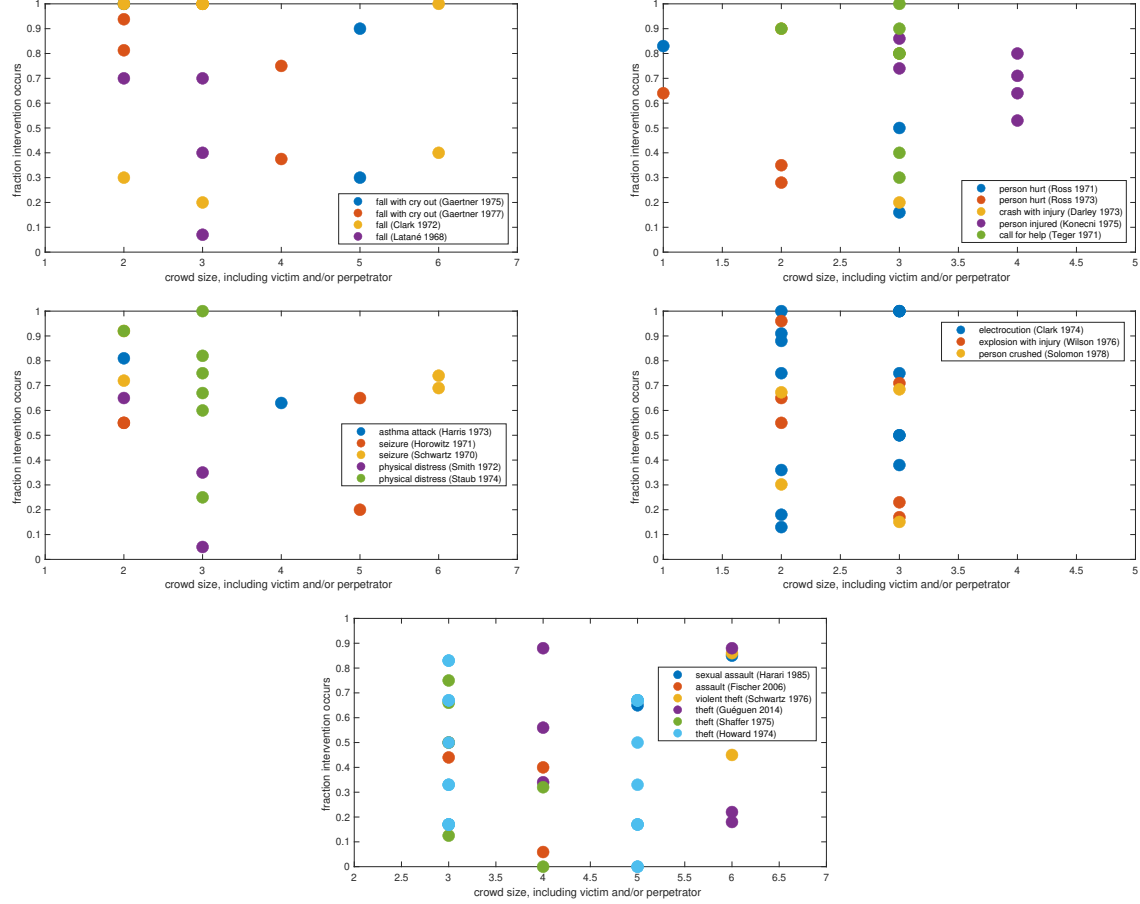 1
0.9
0.8
0.7
0.6
0.5
0.4
0.3
0.2
0.1
0
fraction intervention occurs
fall with cry out (Gaertner 1975)
fall with cry out (Gaertner 1977)
fall (Clark 1972)
fall (Latané 1968)
1 2 3 4 5 6 7
crowd size, including victim and/or perpetrator
1
0.9
0.8
0.7
0.6
0.5
0.4
0.3
0.2
0.1
0
fraction intervention occurs
person hurt (Ross 1971)
person hurt (Ross 1973)
crash with injury (Darley 1973)
person injured (Konecni 1975)
call for help (Teger 1971)
1 1.5 2 2.5 3 3.5 4 4.5 5
crowd size, including victim and/or perpetrator
1
0.9
0.8
0.7
0.6
0.5
0.4
0.3
0.2
0.1
0
fraction intervention occurs
asthma attack (Harris 1973)
seizure (Horowitz 1971)
seizure (Schwartz 1970)
physical distress (Smith 1972)
physical distress (Staub 1974)
1 2 3 4 5 6 7
crowd size, including victim and/or perpetrator
1
0.9
0.8
0.7
0.6
0.5
0.4
0.3
0.2
0.1
0
fraction intervention occurs
electrocution (Clark 1974)
explosion with injury (Wilson 1976)
person crushed (Solomon 1978)
1 1.5 2 2.5 3 3.5 4 4.5 5
crowd size, including victim and/or perpetrator
1
0.9
0.8
0.7
0.6
0.5
0.4
0.3
0.2
0.1
0
fraction intervention occurs
sexual assault (Harari 1985)
assault (Fischer 2006)
violent theft (Schwartz 1976)
theft (Guéguen 2014)
theft (Shaffer 1975)
theft (Howard 1974)
2 2.5 3 3.5 4 4.5 5 5.5 6 6.5 7
crowd size, including victim and/or perpetrator